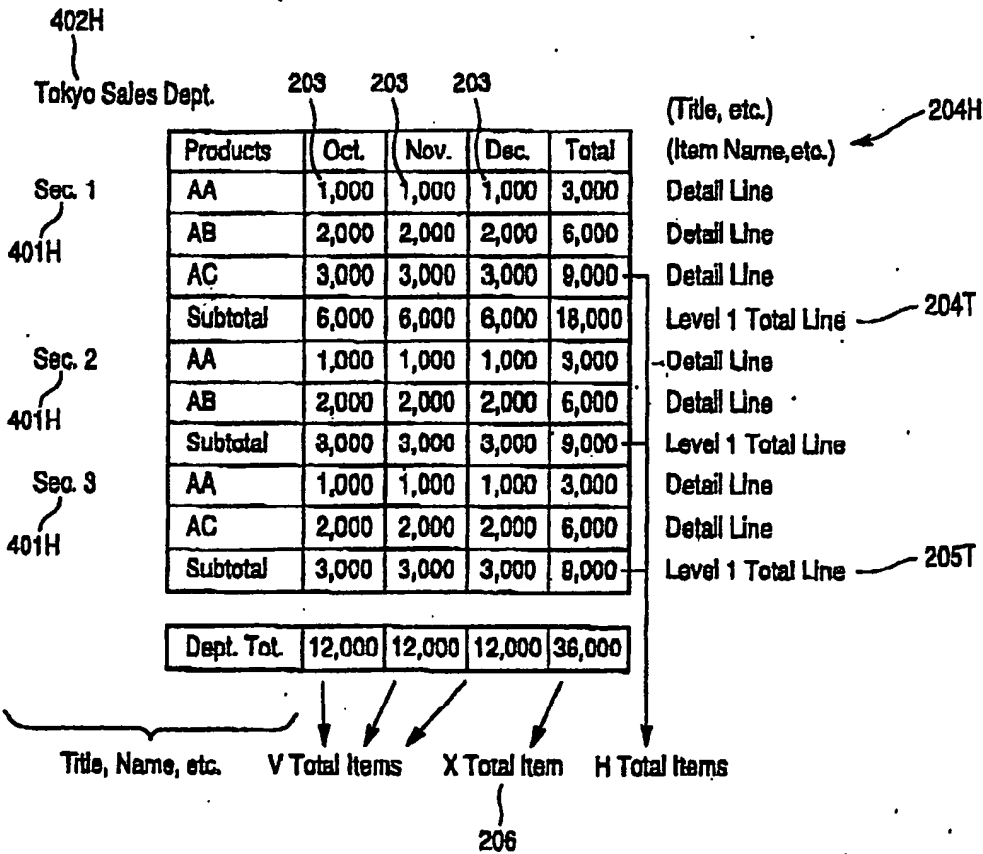 402H
Tokyo Sales Dept. 203 203 203 (Title, etc.) 204H
Products Oct. Nov. Dec. Total (Item Name,etc.)
Sec. 1 AA 1,000 1,000 1,000 3,000 Detail Line
401H AB 2,000 2,000 2,000 6,000 Detail Line
AC 3,000 3,000 3,000 9,000 Detail Line
Subtotal 6,000 6,000 6,000 18,000 Level 1 Total Line 204T
Sec. 2 AA 1,000 1,000 1,000 3,000 Detail Line
401H AB 2,000 2,000 2,000 6,000 Detail Line
Subtotal 3,000 3,000 3,000 9,000 Level 1 Total Line
Sec. 3 AA 1,000 1,000 1,000 3,000 Detail Line
401H AC 2,000 2,000 2,000 6,000 Detail Line
Subtotal 3,000 3,000 3,000 9,000 Level 1 Total Line 205T
Dept. Tot. 12,000 12,000 12,000 36,000
Title, Name, etc. V Total Items X Total Item H Total Items
206